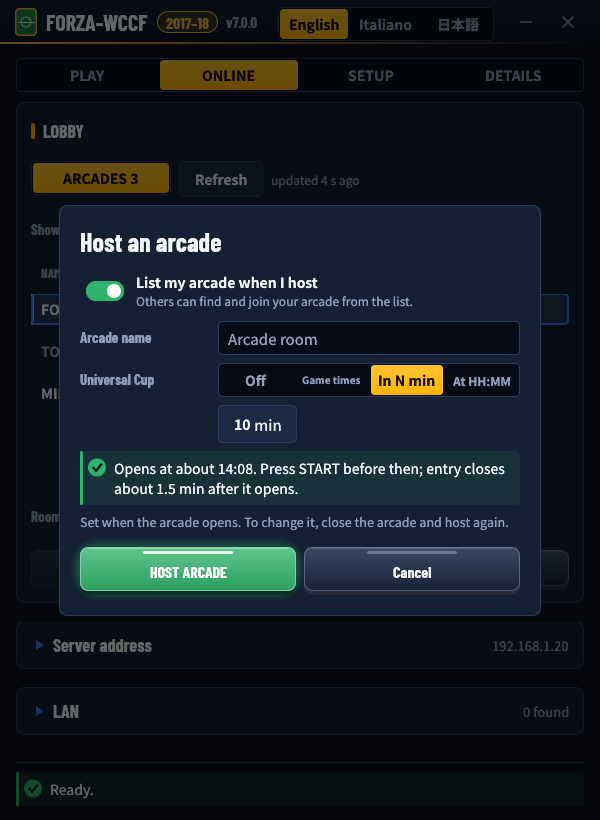 FORZA-WCCF 2017-18 v7.0.0 English Italiano 日本語
PLAY ONLINE SETUP DETAILS
LOBBY
ARCADES 3 Refresh updated 4 s ago
Show
Host an arcade
List my arcade when I host
Others can find and join your arcade from the list.
Arcade name Arcade room
Universal Cup Off Game times In N min At HH:MM
10 min
Opens at about 14:08. Press START before then; entry closes
about 1.5 min after it opens.
Set when the arcade opens. To change it, close the arcade and host again.
Room
HOST ARCADE Cancel
Server address 192.168.1.20
LAN 0 found
Ready.